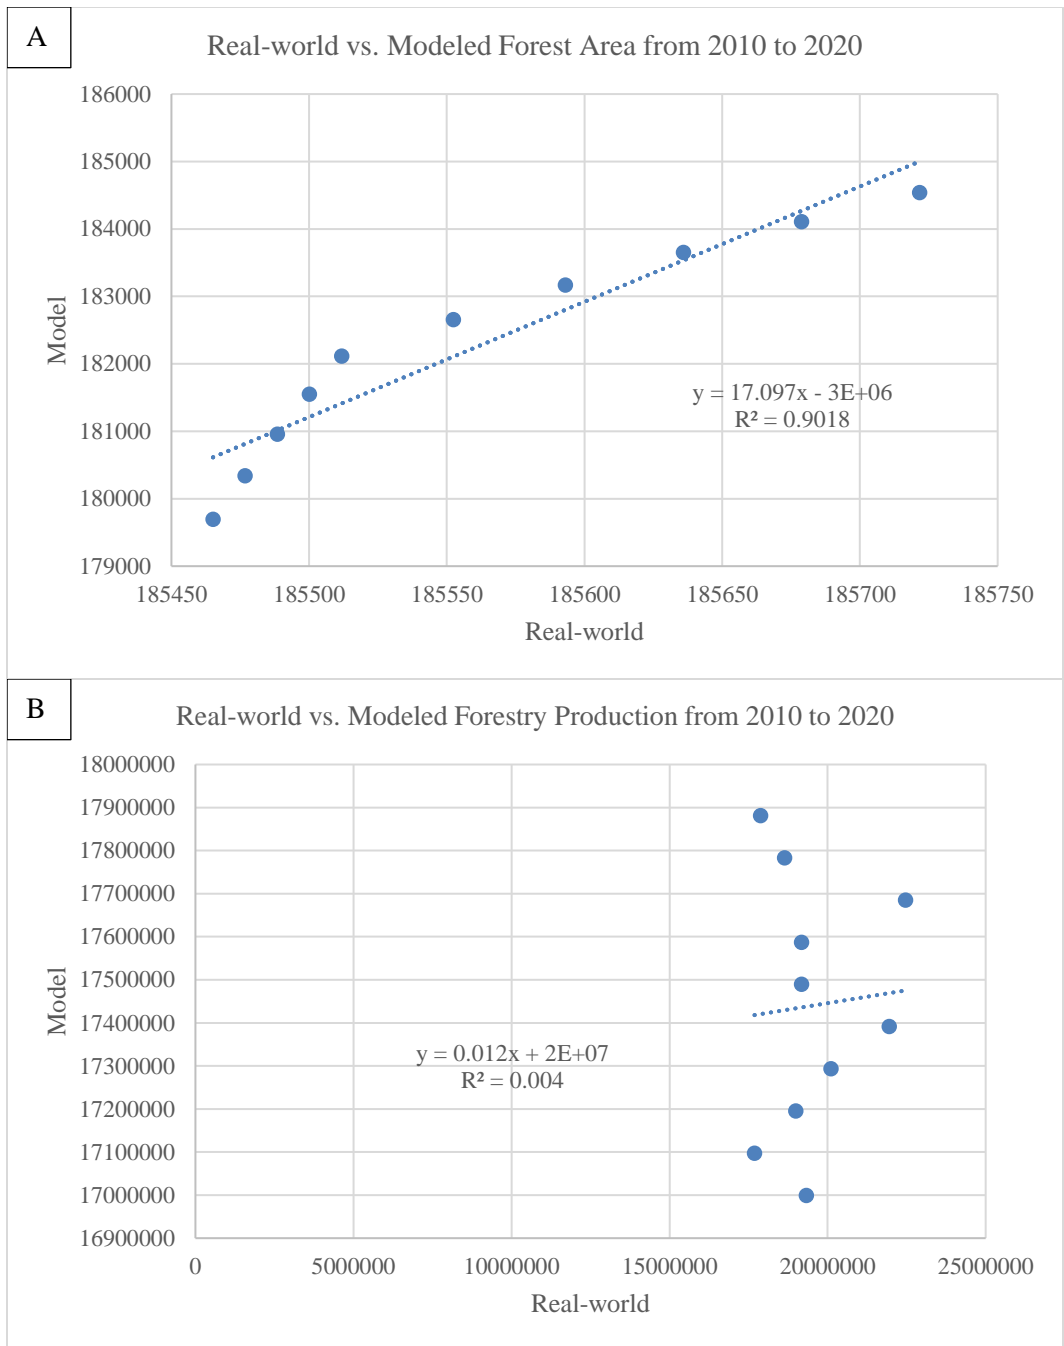 A
Real-world vs. Modeled Forest Area from 2010 to 2020
186000
185000
184000
183000
182000
181000
180000
179000
Model
y = 17.097x - 3E+06
R² = 0.9018
185450 185500 185550 185600 185650 185700 185750
Real-world
B
Real-world vs. Modeled Forestry Production from 2010 to 2020
18000000
17900000
17800000
17700000
17600000
17500000
17400000
17300000
17200000
17100000
17000000
16900000
Model
y = 0.012x + 2E+07
R² = 0.004
0 5000000 10000000 15000000 20000000 25000000
Real-world